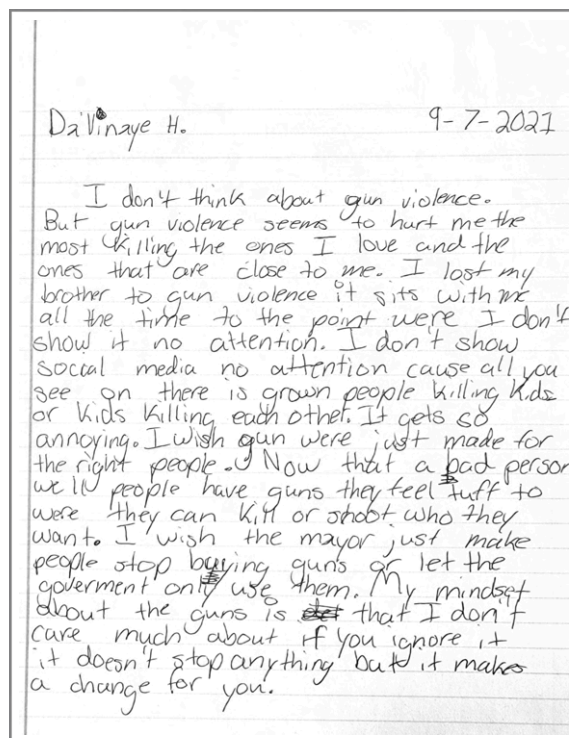 Da'Vinaye H. 9-7-2021
I don't think about gun violence.
But gun violence seems to hurt me the
most killing the ones I love and the
ones that are close to me. I lost my
brother to gun violence it sits with me
all the time to the point were I don't
show it no attention. I don't show
social media no attention cause all you
see on there is grown people killing kids
or kids killing each other. It gets so
annoying. I wish gun were just made for
the right people. Now that a bad person
well people have guns they feel tuff to
were they can kill or shoot who they
want. I wish the mayor just make
people stop buying guns or let the
goverment only use them. My mindset
about the guns is that I don't
care much about if you ignore it
it doesn't stop anything but it makes
a change for you.